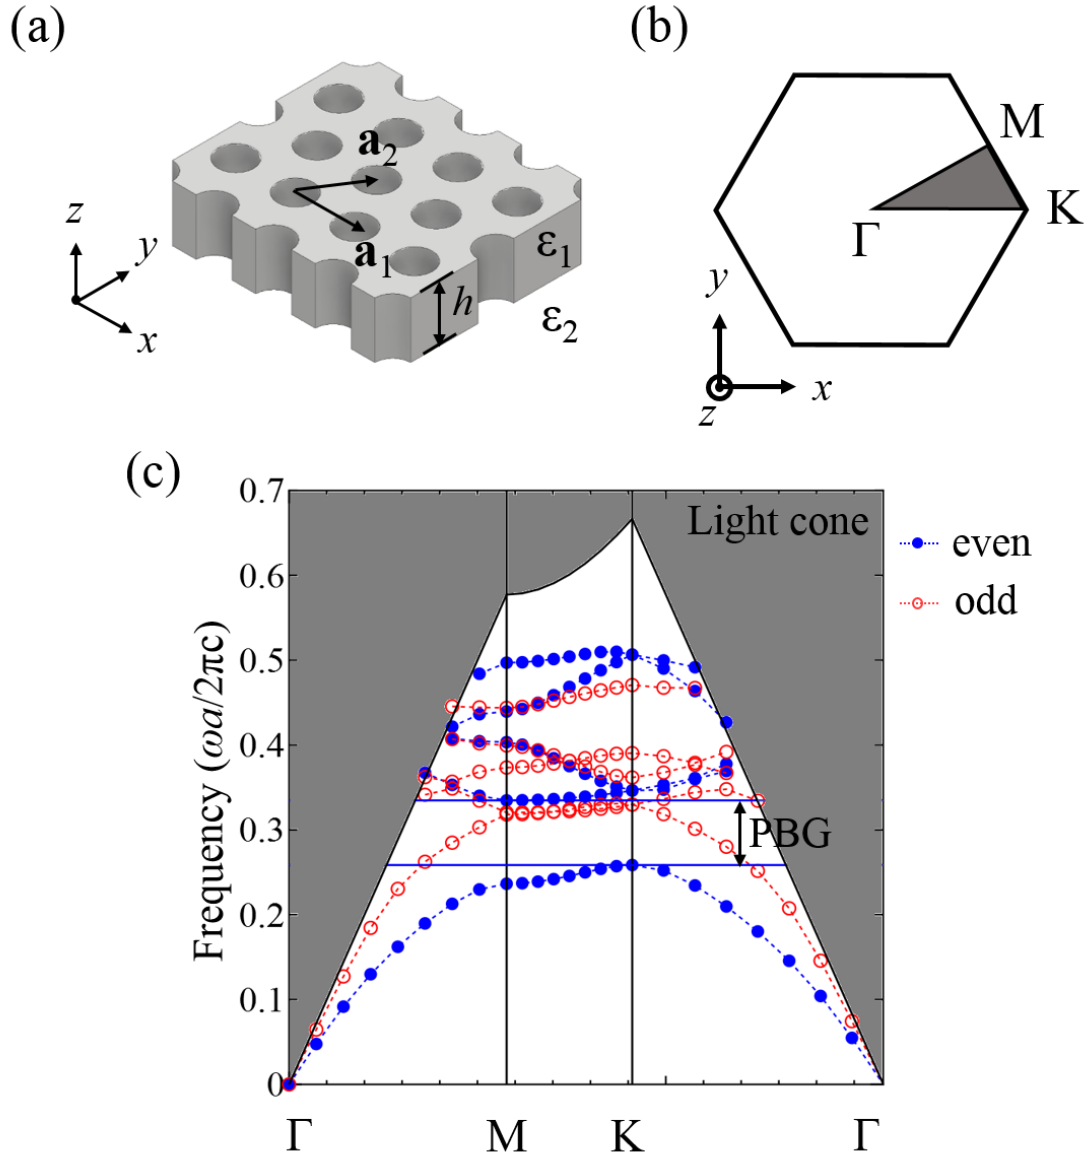 (a)
a₂
a₁
ε₁
h
ε₂
z
y
x
(b)
M
Γ
K
y
x
z
(c)
0.7
0.6
0.5
0.4
0.3
0.2
0.1
0
Frequency (ωa/2πc)
Light cone
even
odd
PBG
Γ M K Γ